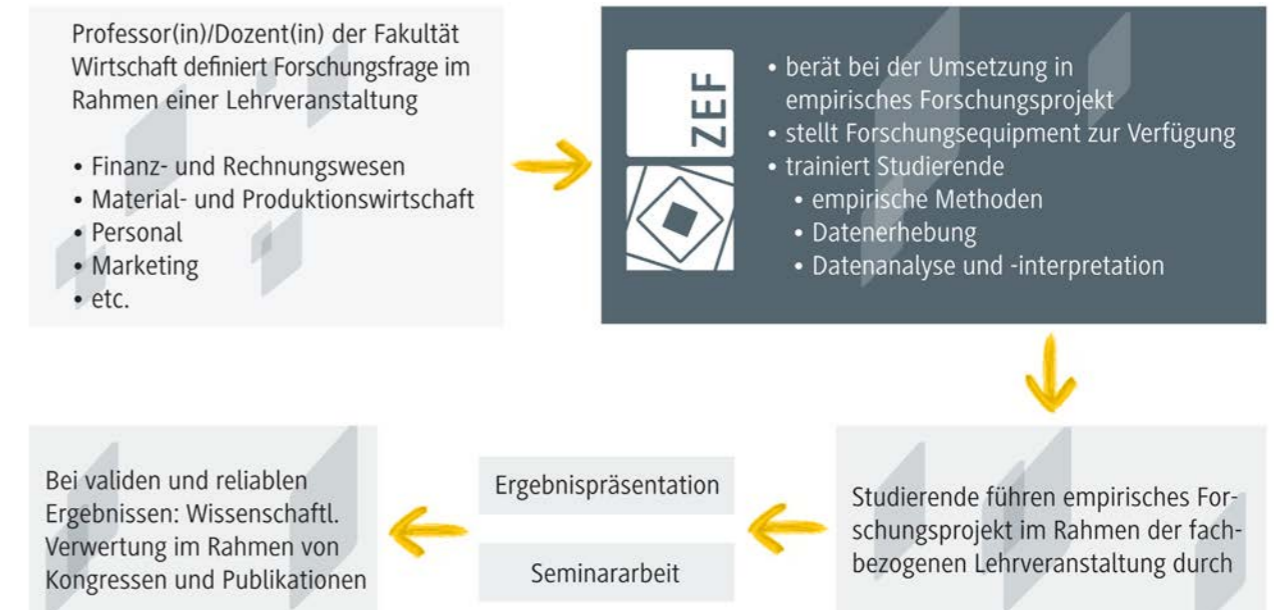 Professor(in)/Dozent(in) der Fakultät
Wirtschaft definiert Forschungsfrage im
Rahmen einer Lehrveranstaltung
• Finanz- und Rechnungswesen
• Material- und Produktionswirtschaft
• Personal
• Marketing
• etc.
ZEF
• berät bei der Umsetzung in
empirisches Forschungsprojekt
• stellt Forschungsequipment zur Verfügung
• trainiert Studierende
• empirische Methoden
• Datenerhebung
• Datenanalyse und -interpretation
Studierende führen empirisches For-
schungsprojekt im Rahmen der fach-
bezogenen Lehrveranstaltung durch
Ergebnispräsentation
Seminararbeit
Bei validen und reliablen
Ergebnissen: Wissenschaftl.
Verwertung im Rahmen von
Kongressen und Publikationen